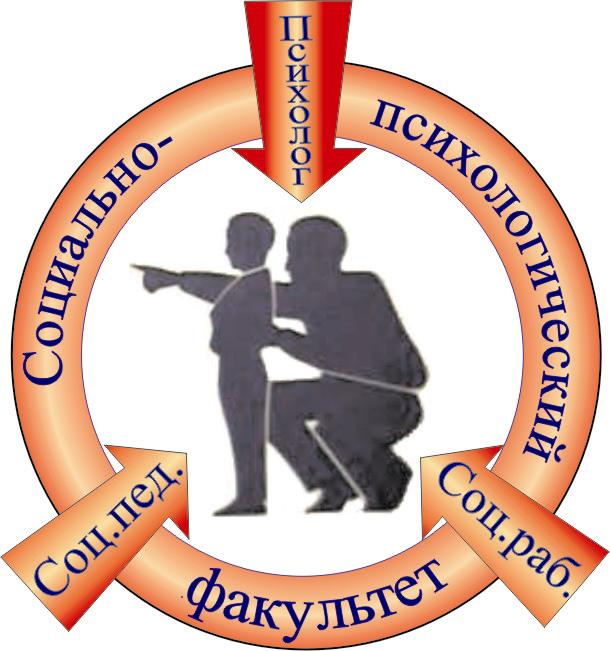 Психолог
Социально-
психологический
факультет
Соц.пед.
Соц.раб.